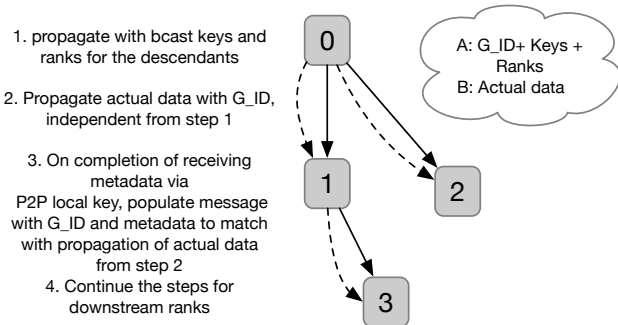 1. propagate with bcast keys and
ranks for the descendants
2. Propagate actual data with G_ID,
independent from step 1
3. On completion of receiving
metadata via
P2P local key, populate message
with G_ID and metadata to match
with propagation of actual data
from step 2
4. Continue the steps for
downstream ranks
0
1
2
3
A: G_ID+ Keys +
Ranks
B: Actual data